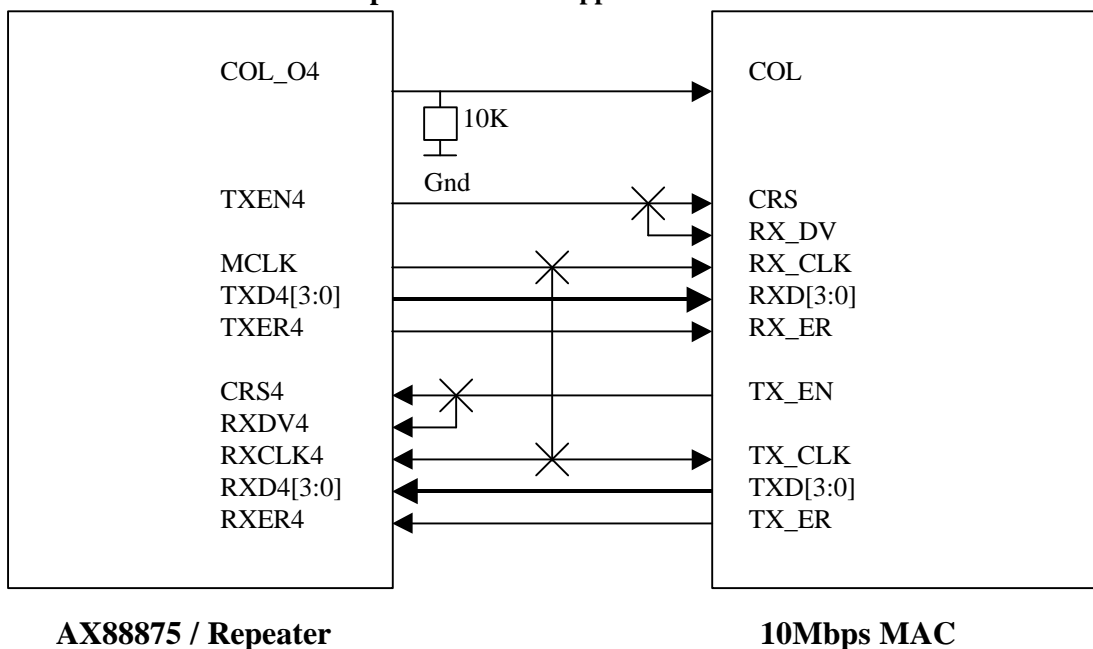 COL_O4 COL
10K
Gnd
TXEN4 CRS
RX_DV
MCLK RX_CLK
TXD4[3:0] RXD[3:0]
TXER4 RX_ER
CRS4 TX_EN
RXDV4
RXCLK4 TX_CLK
RXD4[3:0] TXD[3:0]
RXER4 TX_ER
AX88875 / Repeater 10Mbps MAC